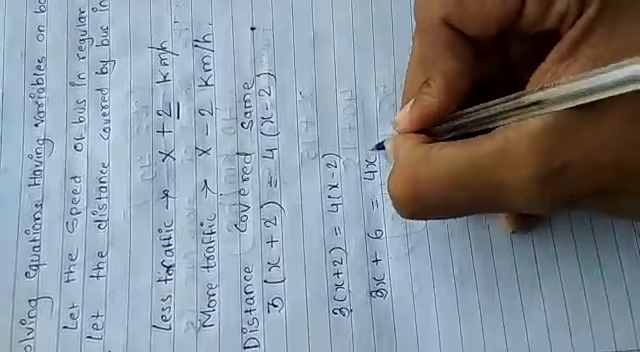 olving Equations Having Variables on bo
Let the speed of bus in regular
Let the distance covered by bus in
Less traffic → x + 2 km/h
More traffic → x - 2 km/h.
Distance Covered Same
3 (x + 2) = 4 (x - 2)
3(x+2) = 4(x-2)
3x + 6 = 4x